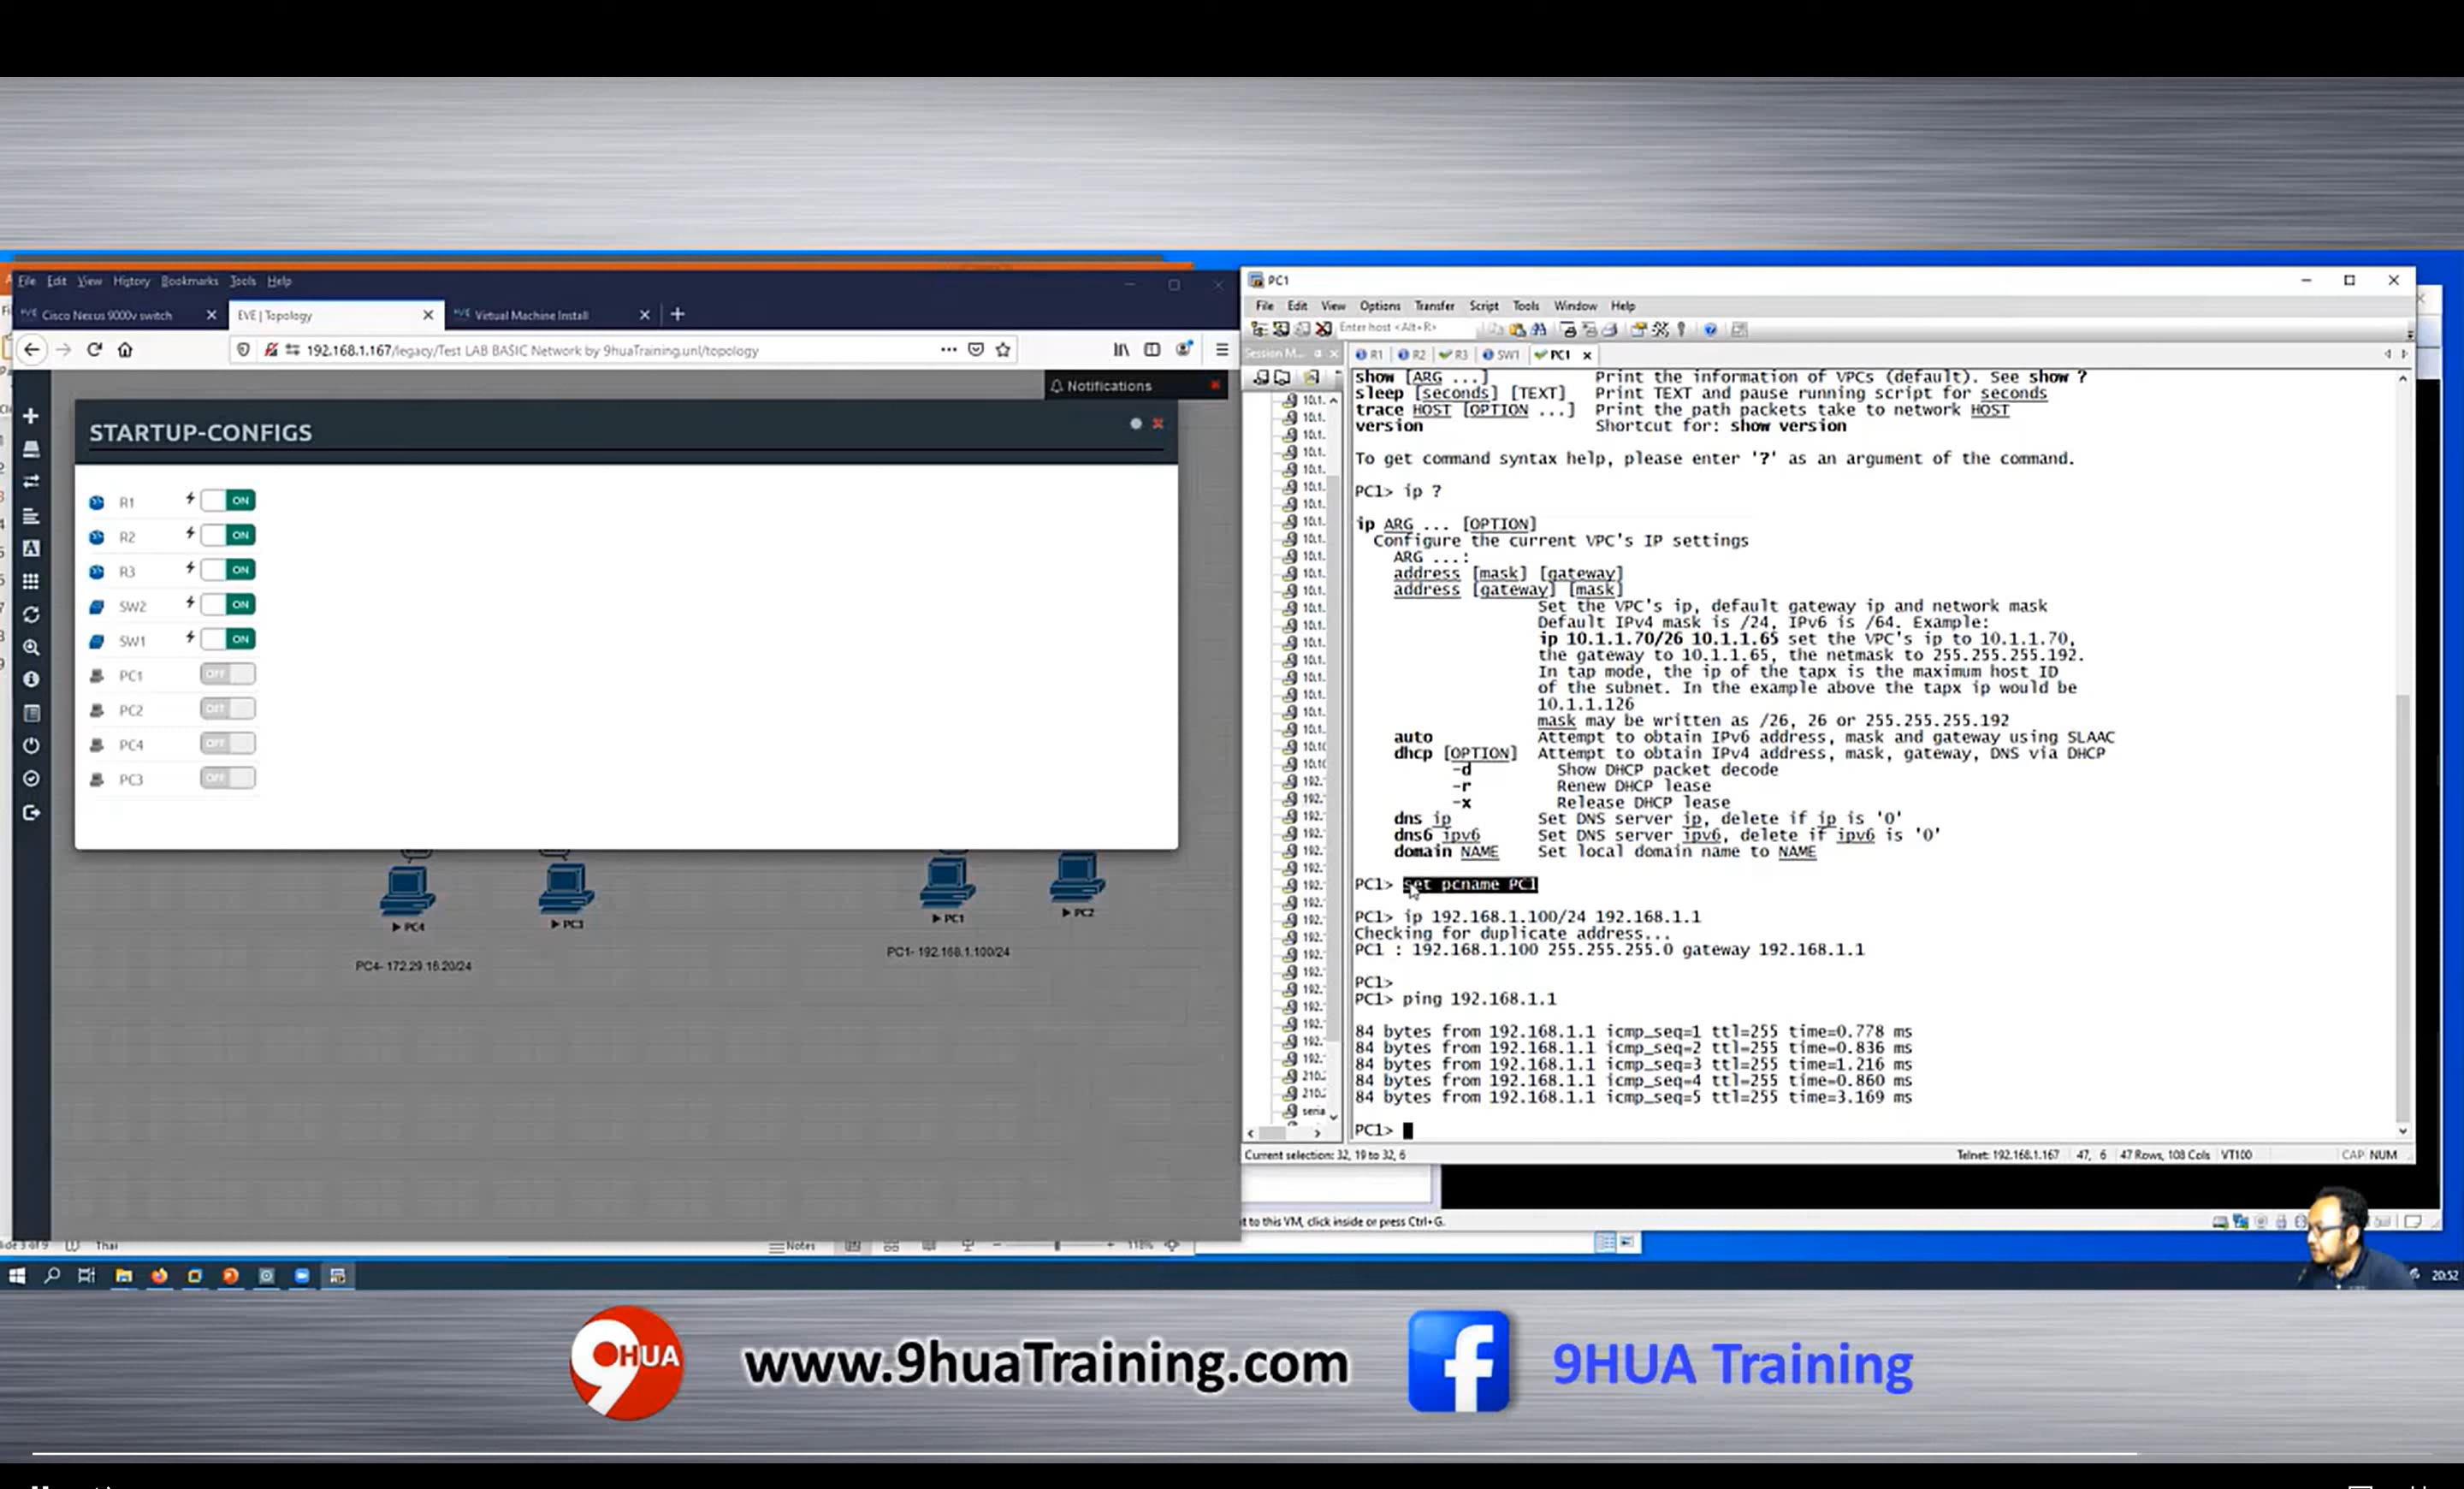 File Edit View History Bookmarks Tools Help
Cisco Nexus 9000v switch
EVE | Topology
Virtual Machine Install
192.168.1.167/legacy/Test LAB BASIC Network by 9huaTraining.unl/topology
Notifications
STARTUP-CONFIGS
R1 ON
R2 ON
R3 ON
SW2 ON
SW1 ON
PC1 OFF
PC2 OFF
PC4 OFF
PC3 OFF
PC4
PC3
PC1
PC2
PC4- 172.29.16.20/24
PC1- 192.168.1.100/24
PC1
File Edit View Options Transfer Script Tools Window Help
Enter host <Alt+R>
Session M...
R1 R2 R3 SW1 PC1
show [ARG ...] Print the information of VPCs (default). See show ?
sleep [seconds] [TEXT] Print TEXT and pause running script for seconds
trace HOST [OPTION ...] Print the path packets take to network HOST
version Shortcut for: show version
To get command syntax help, please enter '?' as an argument of the command.
PC1> ip ?
ip ARG ... [OPTION]
Configure the current VPC's IP settings
ARG ...:
address [mask] [gateway]
address [gateway] [mask]
Set the VPC's ip, default gateway ip and network mask
Default IPv4 mask is /24, IPv6 is /64. Example:
ip 10.1.1.70/26 10.1.1.65 set the VPC's ip to 10.1.1.70,
the gateway to 10.1.1.65, the netmask to 255.255.255.192.
In tap mode, the ip of the tapx is the maximum host ID
of the subnet. In the example above the tapx ip would be
10.1.1.126
mask may be written as /26, 26 or 255.255.255.192
auto Attempt to obtain IPv6 address, mask and gateway using SLAAC
dhcp [OPTION] Attempt to obtain IPv4 address, mask, gateway, DNS via DHCP
-d Show DHCP packet decode
-r Renew DHCP lease
-x Release DHCP lease
dns ip Set DNS server ip, delete if ip is '0'
dns6 ipv6 Set DNS server ipv6, delete if ipv6 is '0'
domain NAME Set local domain name to NAME
PC1> set pcname PC1
PC1> ip 192.168.1.100/24 192.168.1.1
Checking for duplicate address...
PC1 : 192.168.1.100 255.255.255.0 gateway 192.168.1.1
PC1>
PC1> ping 192.168.1.1
84 bytes from 192.168.1.1 icmp_seq=1 ttl=255 time=0.778 ms
84 bytes from 192.168.1.1 icmp_seq=2 ttl=255 time=0.836 ms
84 bytes from 192.168.1.1 icmp_seq=3 ttl=255 time=1.216 ms
84 bytes from 192.168.1.1 icmp_seq=4 ttl=255 time=0.860 ms
84 bytes from 192.168.1.1 icmp_seq=5 ttl=255 time=3.169 ms
PC1>
Current selection: 32, 19 to 32, 6
Telnet: 192.168.1.167 47, 6 47 Rows, 108 Cols VT100 CAP NUM
t to this VM, click inside or press Ctrl+G.
Thai
Notes
118%
20:52
9HUA
www.9huaTraining.com
9HUA Training